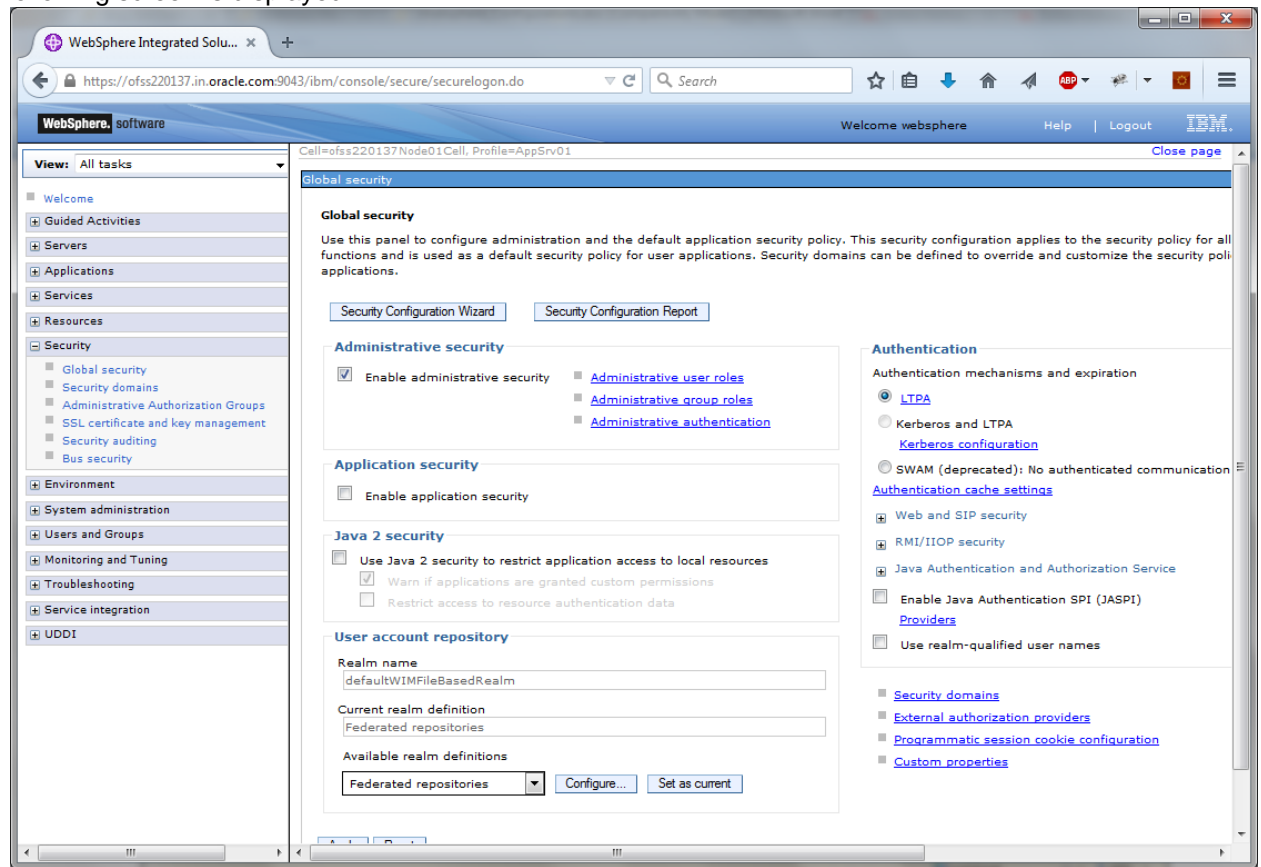 WebSphere Integrated Solu...
https://ofss220137.in.oracle.com:9043/ibm/console/secure/securelogon.do
Search
ABP
WebSphere. software
Welcome websphere
Help | Logout
IBM.
View: All tasks
Welcome
Guided Activities
Servers
Applications
Services
Resources
Security
Global security
Security domains
Administrative Authorization Groups
SSL certificate and key management
Security auditing
Bus security
Environment
System administration
Users and Groups
Monitoring and Tuning
Troubleshooting
Service integration
UDDI
Cell=ofss220137Node01Cell, Profile=AppSrv01
Close page
Global security
Global security
Use this panel to configure administration and the default application security policy. This security configuration applies to the security policy for all
functions and is used as a default security policy for user applications. Security domains can be defined to override and customize the security poli
applications.
Security Configuration Wizard
Security Configuration Report
Administrative security
Enable administrative security
Administrative user roles
Administrative group roles
Administrative authentication
Application security
Enable application security
Java 2 security
Use Java 2 security to restrict application access to local resources
Warn if applications are granted custom permissions
Restrict access to resource authentication data
User account repository
Realm name
defaultWIMFileBasedRealm
Current realm definition
Federated repositories
Available realm definitions
Federated repositories
Configure...
Set as current
Authentication
Authentication mechanisms and expiration
LTPA
Kerberos and LTPA
Kerberos configuration
SWAM (deprecated): No authenticated communication
Authentication cache settings
Web and SIP security
RMI/IIOP security
Java Authentication and Authorization Service
Enable Java Authentication SPI (JASPI)
Providers
Use realm-qualified user names
Security domains
External authorization providers
Programmatic session cookie configuration
Custom properties